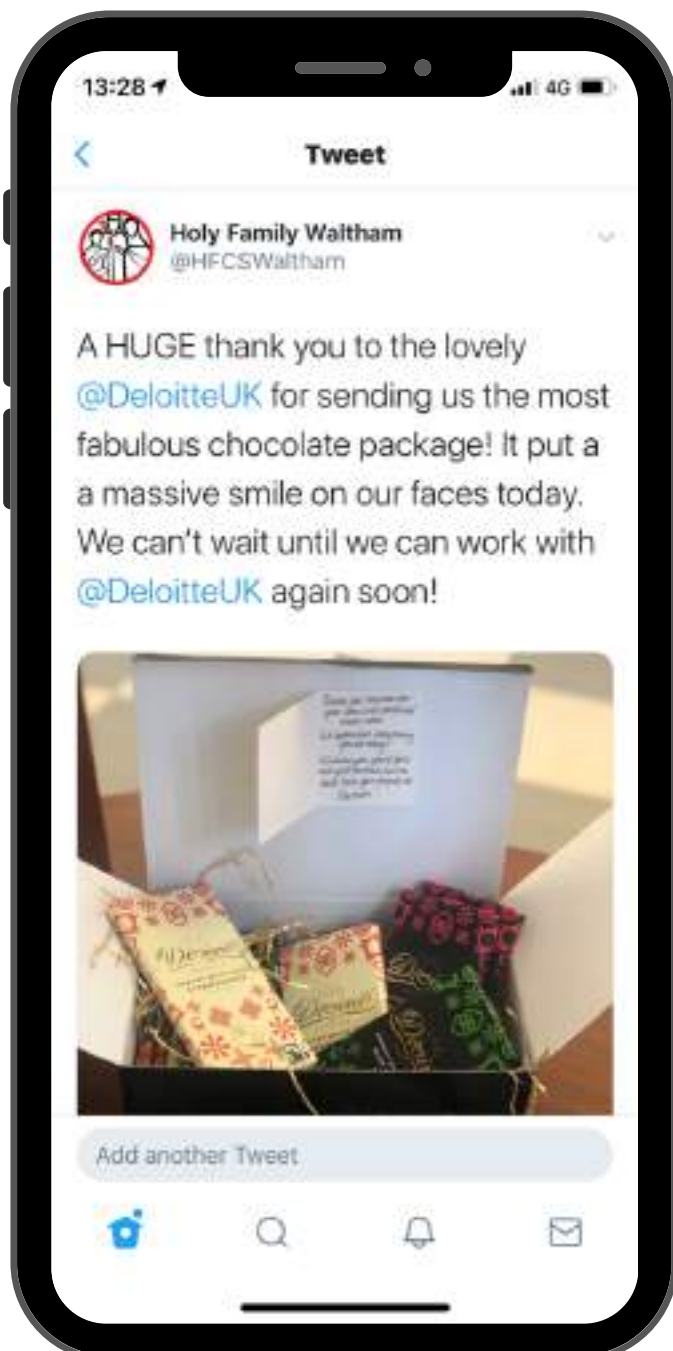 13:28
4G
Tweet
Holy Family Waltham
@HFCSWaltham
A HUGE thank you to the lovely
@DeloitteUK for sending us the most
fabulous chocolate package! It put a
a massive smile on our faces today.
We can't wait until we can work with
@DeloitteUK again soon!
Divine
Add another Tweet